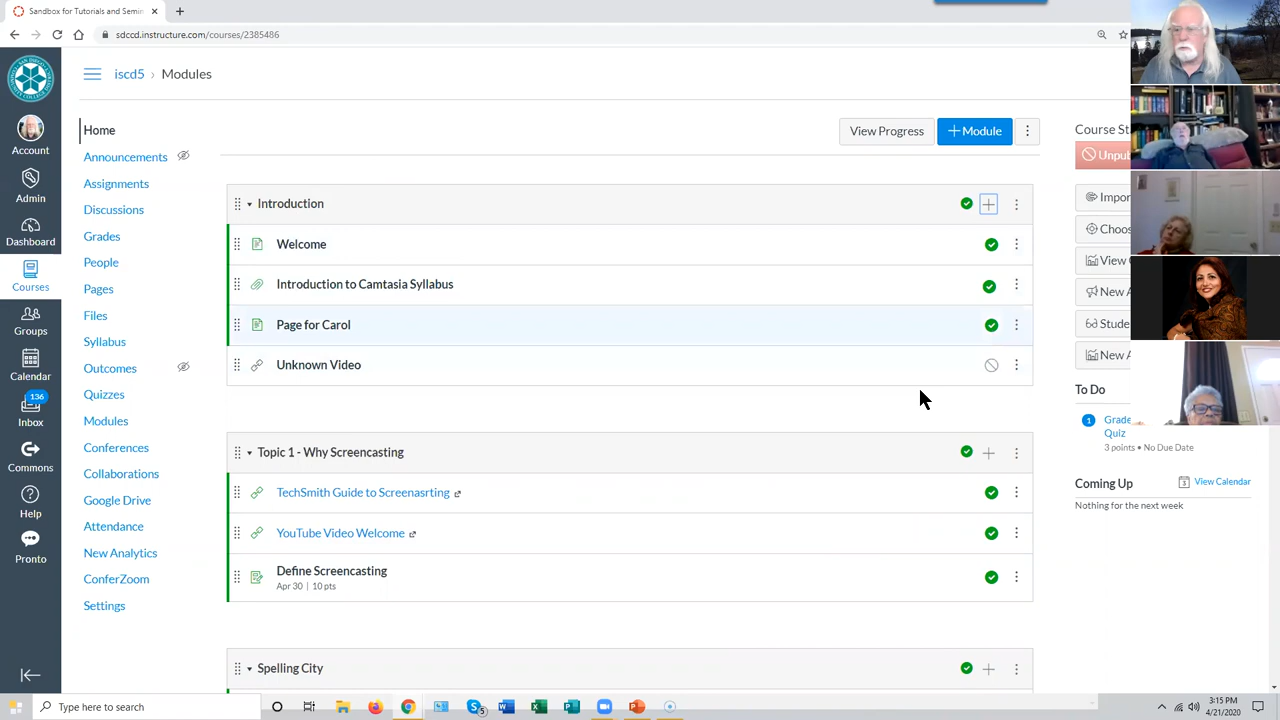 Sandbox for Tutorials and Semin
sdccd.instructure.com/courses/2385486
iscd5 › Modules
Account
Admin
Dashboard
Courses
Groups
Calendar
136
Inbox
Commons
Help
Pronto
Home
Announcements
Assignments
Discussions
Grades
People
Pages
Files
Syllabus
Outcomes
Quizzes
Modules
Conferences
Collaborations
Google Drive
Attendance
New Analytics
ConferZoom
Settings
View Progress
+ Module
Introduction
Welcome
Introduction to Camtasia Syllabus
Page for Carol
Unknown Video
Topic 1 - Why Screencasting
TechSmith Guide to Screenasrting
YouTube Video Welcome
Define Screencasting
Apr 30 | 10 pts
Spelling City
Course St
Unpu
Impor
Choos
View
New A
Stude
New A
To Do
1
Grade
Quiz
3 points • No Due Date
Coming Up
View Calendar
Nothing for the next week
Type here to search
5
3:15 PM
4/21/2020